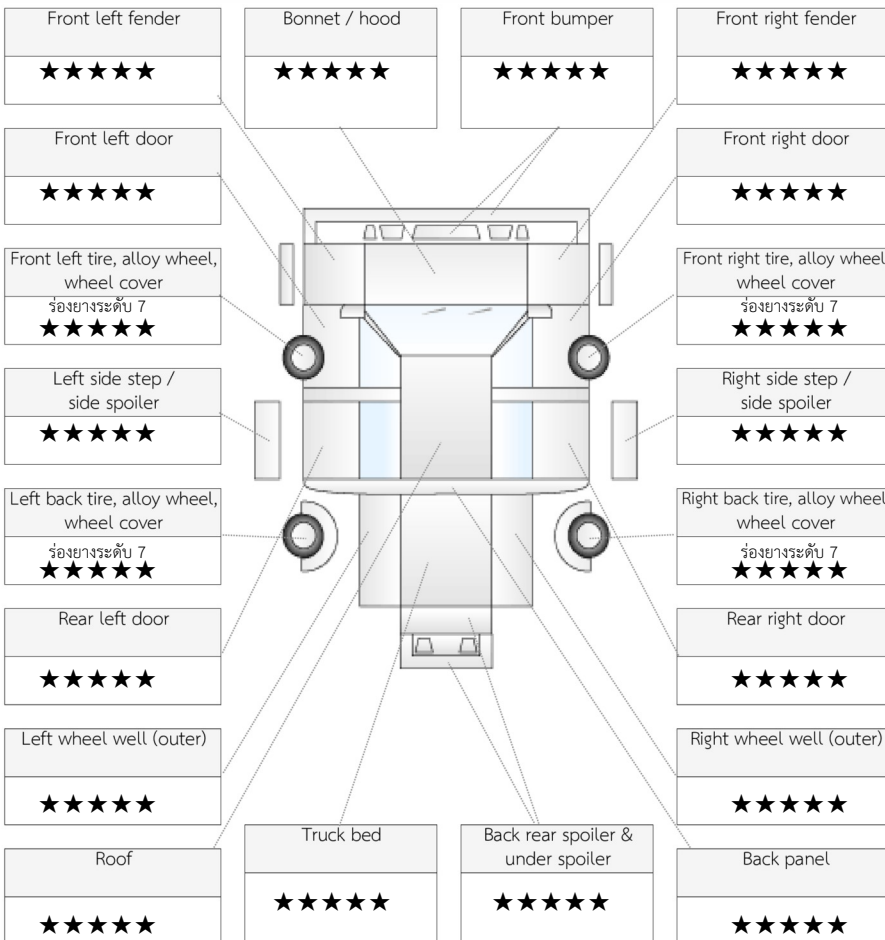 Front left fender
★★★★★
Bonnet / hood
★★★★★
Front bumper
★★★★★
Front right fender
★★★★★
Front left door
★★★★★
Front right door
★★★★★
Front left tire, alloy wheel,
wheel cover
ร่องยางระดับ 7
★★★★★
Front right tire, alloy wheel
wheel cover
ร่องยางระดับ 7
★★★★★
Left side step /
side spoiler
★★★★★
Right side step /
side spoiler
★★★★★
Left back tire, alloy wheel,
wheel cover
ร่องยางระดับ 7
★★★★★
Right back tire, alloy wheel
wheel cover
ร่องยางระดับ 7
★★★★★
Rear left door
★★★★★
Rear right door
★★★★★
Left wheel well (outer)
★★★★★
Right wheel well (outer)
★★★★★
Roof
★★★★★
Truck bed
★★★★★
Back rear spoiler &
under spoiler
★★★★★
Back panel
★★★★★